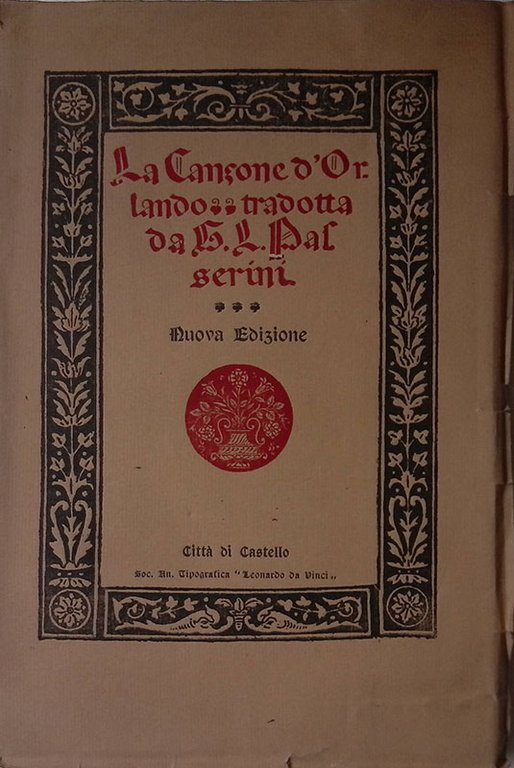 La Canzone d'Or
lando tradotta
da G. L. Pas
serini
Nuova Edizione
Città di Castello
Soc. An. Tipografica "Leonardo da Vinci"